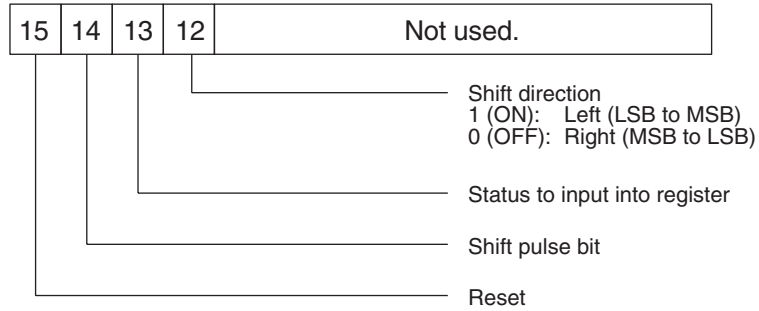 15 14 13 12 Not used.
Shift direction
1 (ON): Left (LSB to MSB)
0 (OFF): Right (MSB to LSB)
Status to input into register
Shift pulse bit
Reset